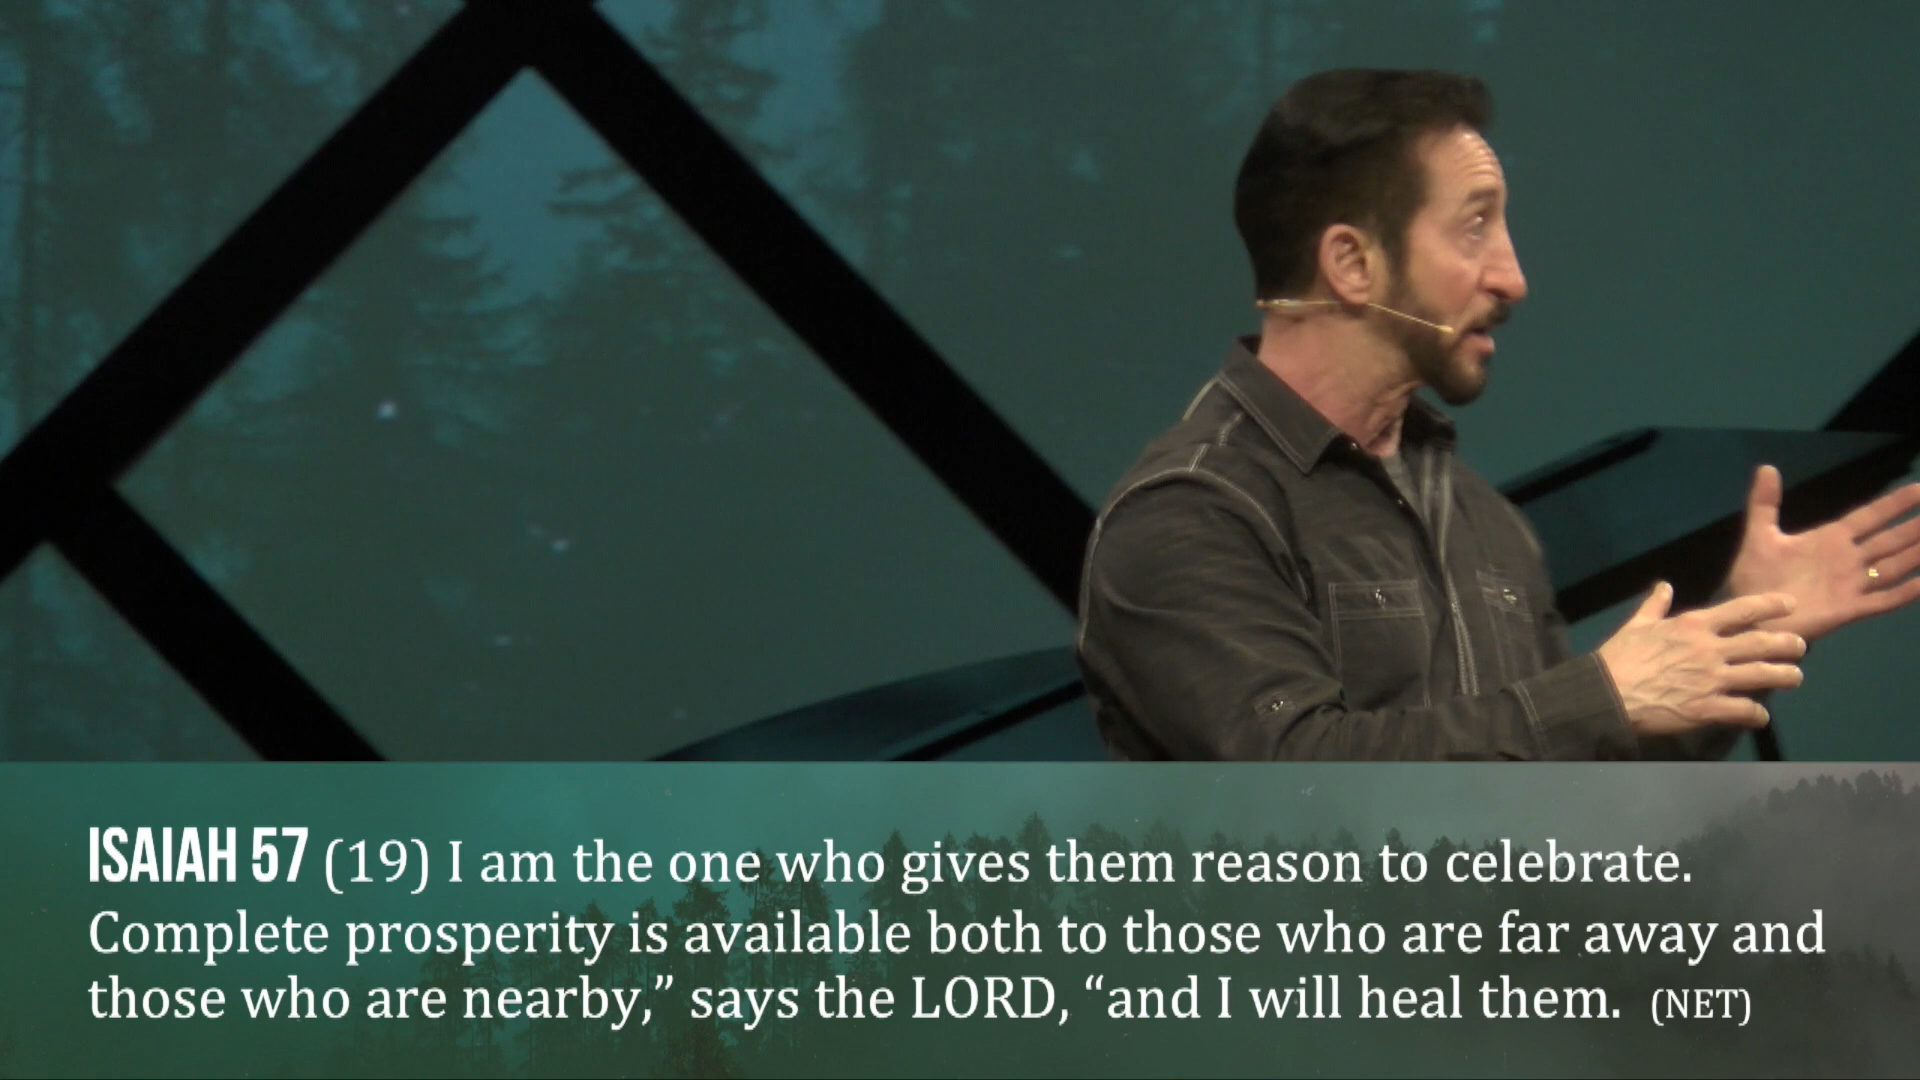 ISAIAH 57 (19) I am the one who gives them reason to celebrate.
Complete prosperity is available both to those who are far away and
those who are nearby,” says the LORD, “and I will heal them. (NET)